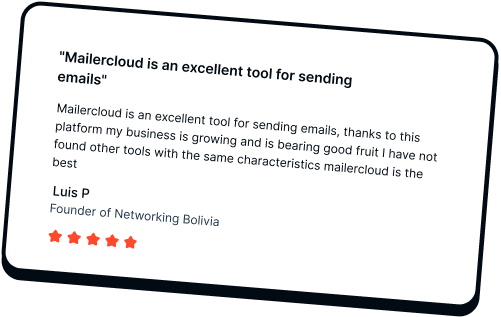 "Mailercloud is an excellent tool for sending
emails"
Mailercloud is an excellent tool for sending emails, thanks to this
platform my business is growing and is bearing good fruit I have not
found other tools with the same characteristics mailercloud is the
best
Luis P
Founder of Networking Bolivia